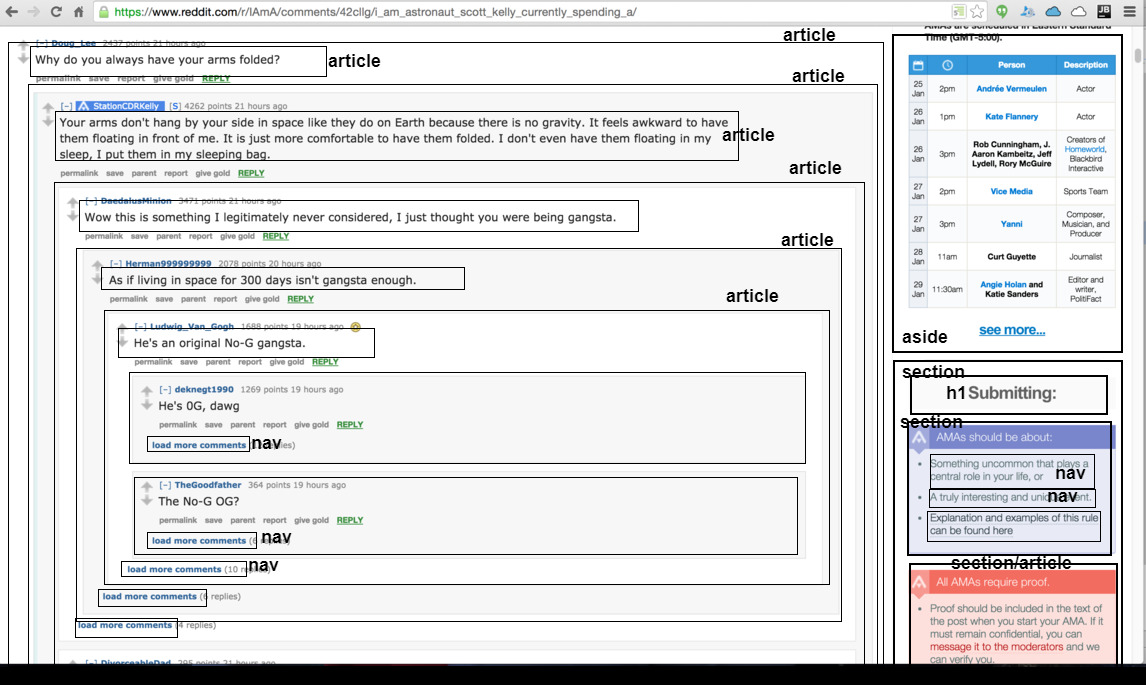 https://www.reddit.com/r/IAmA/comments/42cllg/i_am_astronaut_scott_kelly_currently_spending_a/
article
[–] Doug_Lee 2437 points 21 hours ago
Why do you always have your arms folded?
article
permalink save report give gold REPLY
article
[–] StationCDRKelly [S] 4262 points 21 hours ago
Your arms don't hang by your side in space like they do on Earth because there is no gravity. It feels awkward to have
them floating in front of me. It is just more comfortable to have them folded. I don't even have them floating in my
sleep, I put them in my sleeping bag.
article
permalink save parent report give gold REPLY
article
[–] DaedalusMinion 3471 points 21 hours ago
Wow this is something I legitimately never considered, I just thought you were being gangsta.
permalink save parent report give gold REPLY
article
[–] Herman999999999 2078 points 20 hours ago
As if living in space for 300 days isn't gangsta enough.
permalink save parent report give gold REPLY
article
[–] Ludwig_Van_Gogh 1688 points 19 hours ago
He's an original No-G gangsta.
permalink save parent report give gold REPLY
[–] deknegt1990 1269 points 19 hours ago
He's 0G, dawg
permalink save parent report give gold REPLY
load more comments replies)
nav
[–] TheGoodfather 364 points 19 hours ago
The No-G OG?
permalink save parent report give gold REPLY
load more comments (6
nav
load more comments (10
nav
load more comments (6 replies)
load more comments (4 replies)
[–] DivorceableDad 295 points 21 hours ago
AMAs are scheduled in Eastern Standard
Time (GMT-5:00).
Person Description
25 Jan 2pm Andrée Vermeulen Actor
26 Jan 1pm Kate Flannery Actor
26 Jan 3pm Rob Cunningham, J. Aaron Kambeitz, Jeff Lydell, Rory McGuire Creators of Homeworld, Blackbird Interactive
27 Jan 2pm Vice Media Sports Team
27 Jan 3pm Yanni Composer, Musician, and Producer
28 Jan 11am Curt Guyette Journalist
29 Jan 11:30am Angie Holan and Katie Sanders Editor and writer, PolitiFact
see more...
aside
section
h1 Submitting:
section
AMAs should be about:
Something uncommon that plays a
central role in your life, or
nav
A truly interesting and unique event.
nav
Explanation and examples of this rule
can be found here
section/article
All AMAs require proof.
Proof should be included in the text of
the post when you start your AMA. If it
must remain confidential, you can
message it to the moderators and we
can verify you.